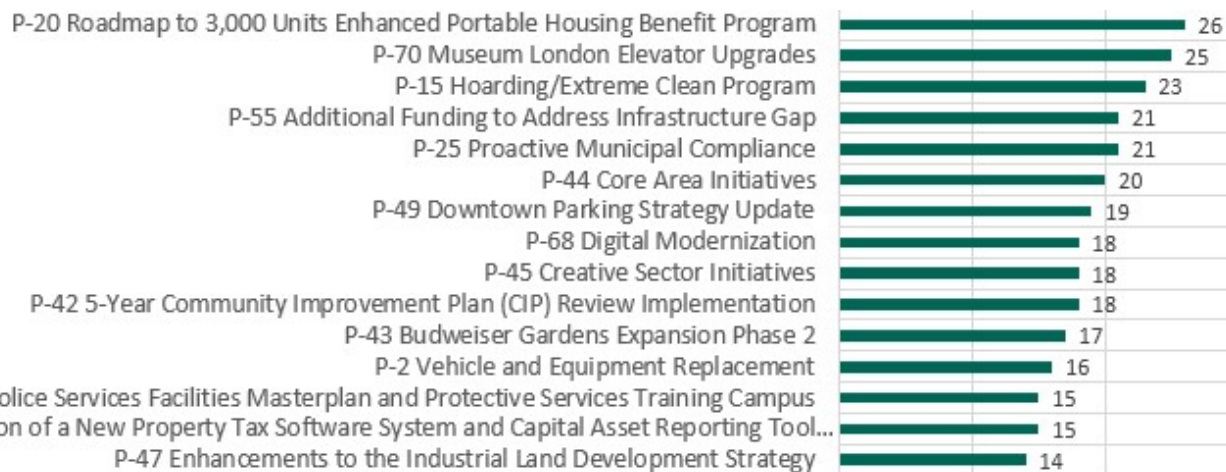 P-20 Roadmap to 3,000 Units Enhanced Portable Housing Benefit Program 26
P-70 Museum London Elevator Upgrades 25
P-15 Hoarding/Extreme Clean Program 23
P-55 Additional Funding to Address Infrastructure Gap 21
P-25 Proactive Municipal Compliance 21
P-44 Core Area Initiatives 20
P-49 Downtown Parking Strategy Update 19
P-68 Digital Modernization 18
P-45 Creative Sector Initiatives 18
P-42 5-Year Community Improvement Plan (CIP) Review Implementation 18
P-43 Budweiser Gardens Expansion Phase 2 17
P-2 Vehicle and Equipment Replacement 16
olice Services Facilities Masterplan and Protective Services Training Campus 15
on of a New Property Tax Software System and Capital Asset Reporting Tool... 15
P-47 Enhancements to the Industrial Land Development Strategy 14